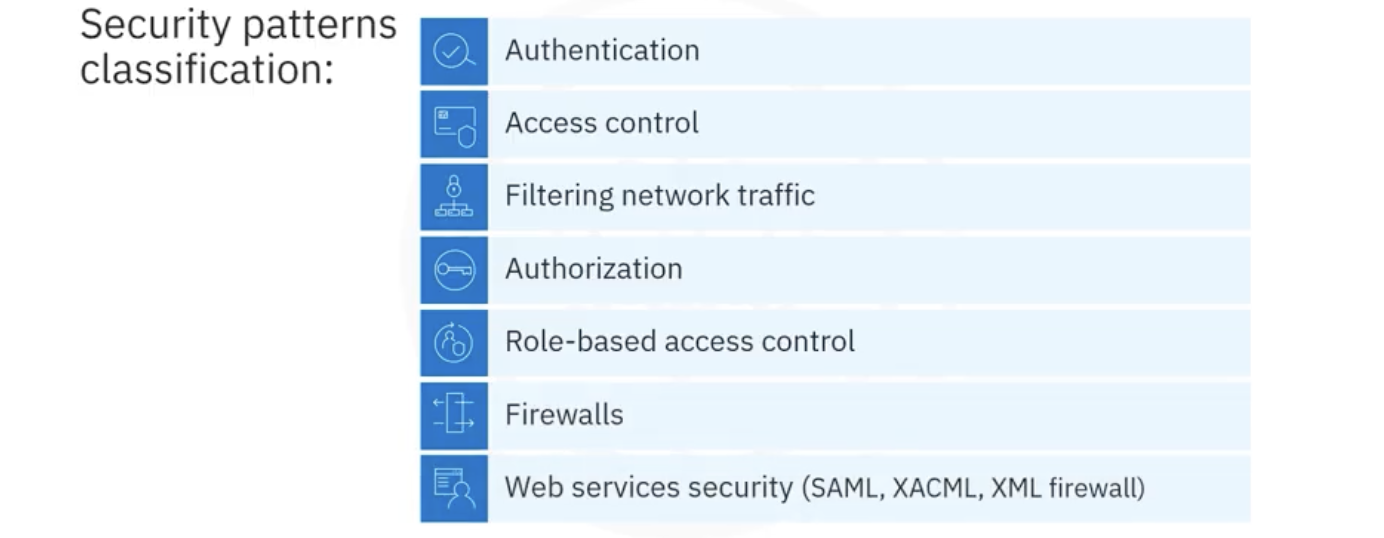 Security patterns
classification:
Authentication
Access control
Filtering network traffic
Authorization
Role-based access control
Firewalls
Web services security (SAML, XACML, XML firewall)